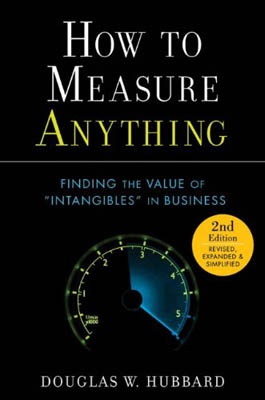 HOW TO
MEASURE
ANYTHING
FINDING THE VALUE OF
"INTANGIBLES" IN BUSINESS
2nd
Edition
REVISED,
EXPANDED &
SIMPLIFIED
1
2
3
4
5
x1000
DOUGLAS W. HUBBARD